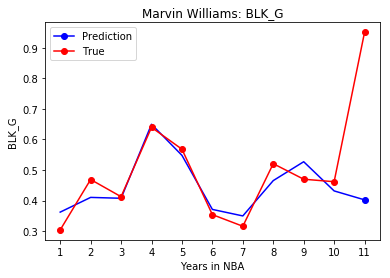 Marvin Williams: BLK_G
Prediction
True
BLK_G
0.9
0.8
0.7
0.6
0.5
0.4
0.3
1 2 3 4 5 6 7 8 9 10 11
Years in NBA